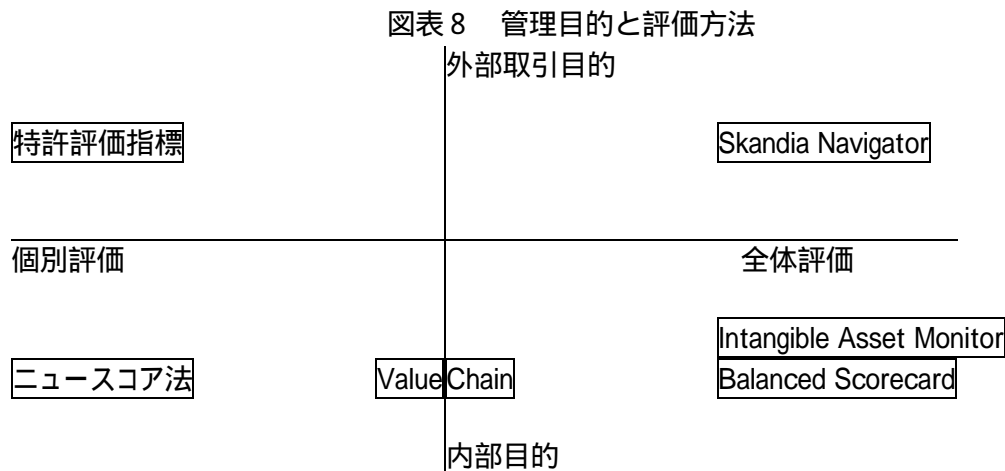 図表8 管理目的と評価方法
外部取引目的
特許評価指標 Skandia Navigator
個別評価 全体評価
Intangible Asset Monitor
ニュースコア法 Value Chain Balanced Scorecard
内部目的